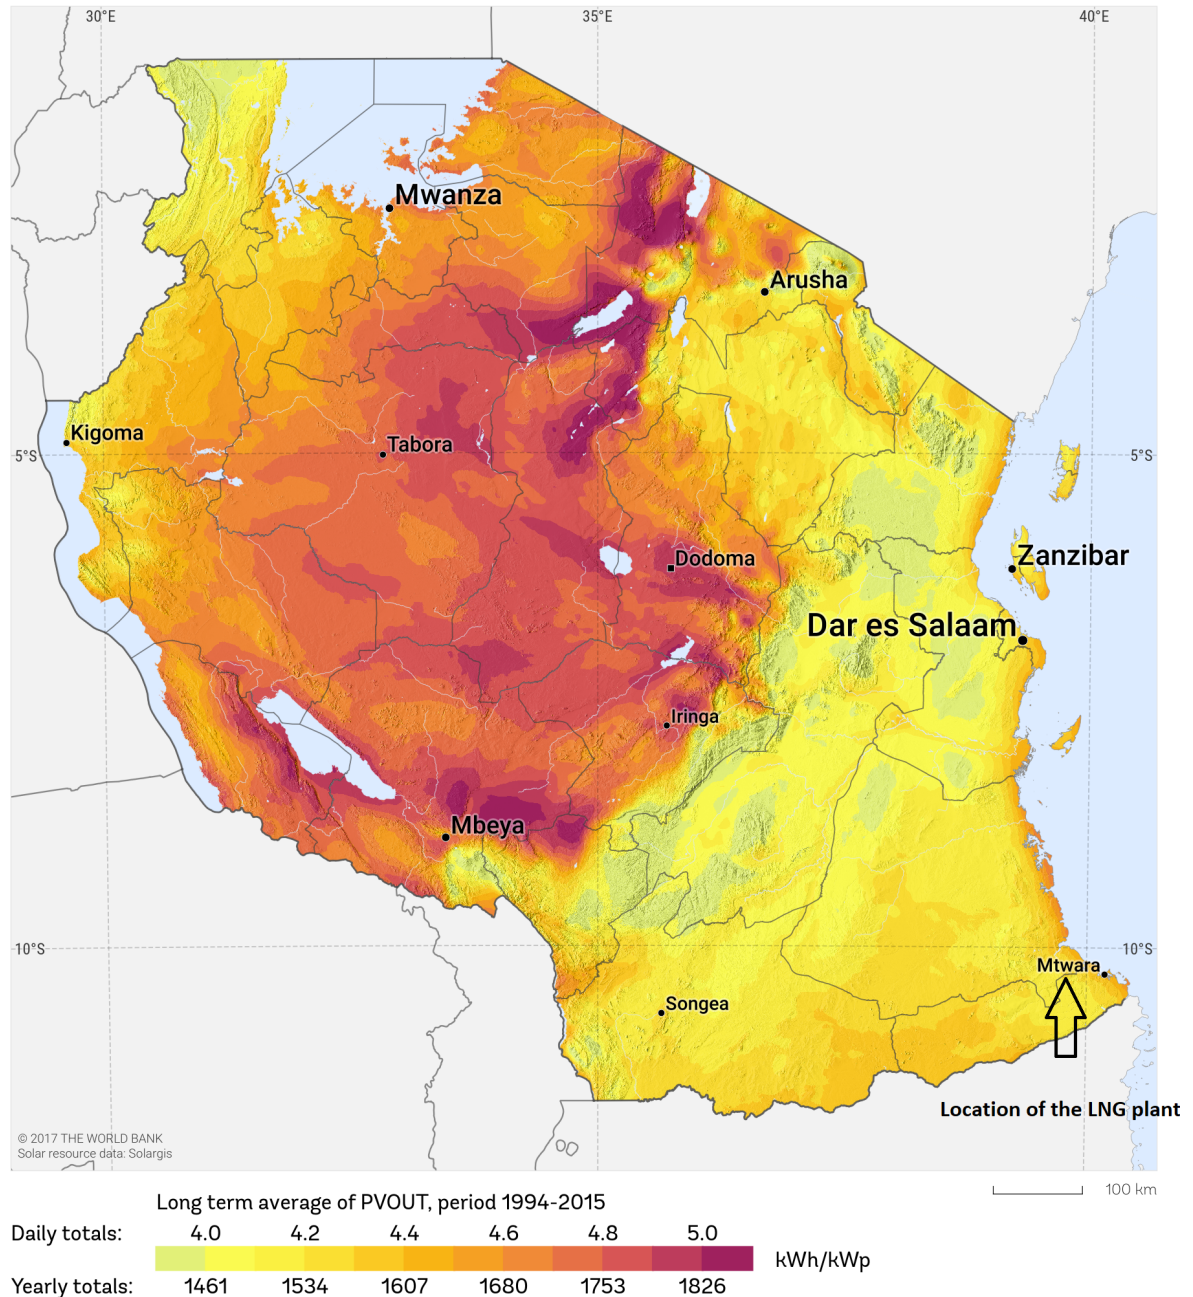 30°E 35°E 40°E
Mwanza
Arusha
Kigoma
Tabora
5°S 5°S
Dodoma
Zanzibar
Dar es Salaam
Iringa
Mbeya
10°S 10°S
Mtwara
Songea
Location of the LNG plant
© 2017 THE WORLD BANK
Solar resource data: Solargis
100 km
Long term average of PVOUT, period 1994-2015
Daily totals: 4.0 4.2 4.4 4.6 4.8 5.0
kWh/kWp
Yearly totals: 1461 1534 1607 1680 1753 1826